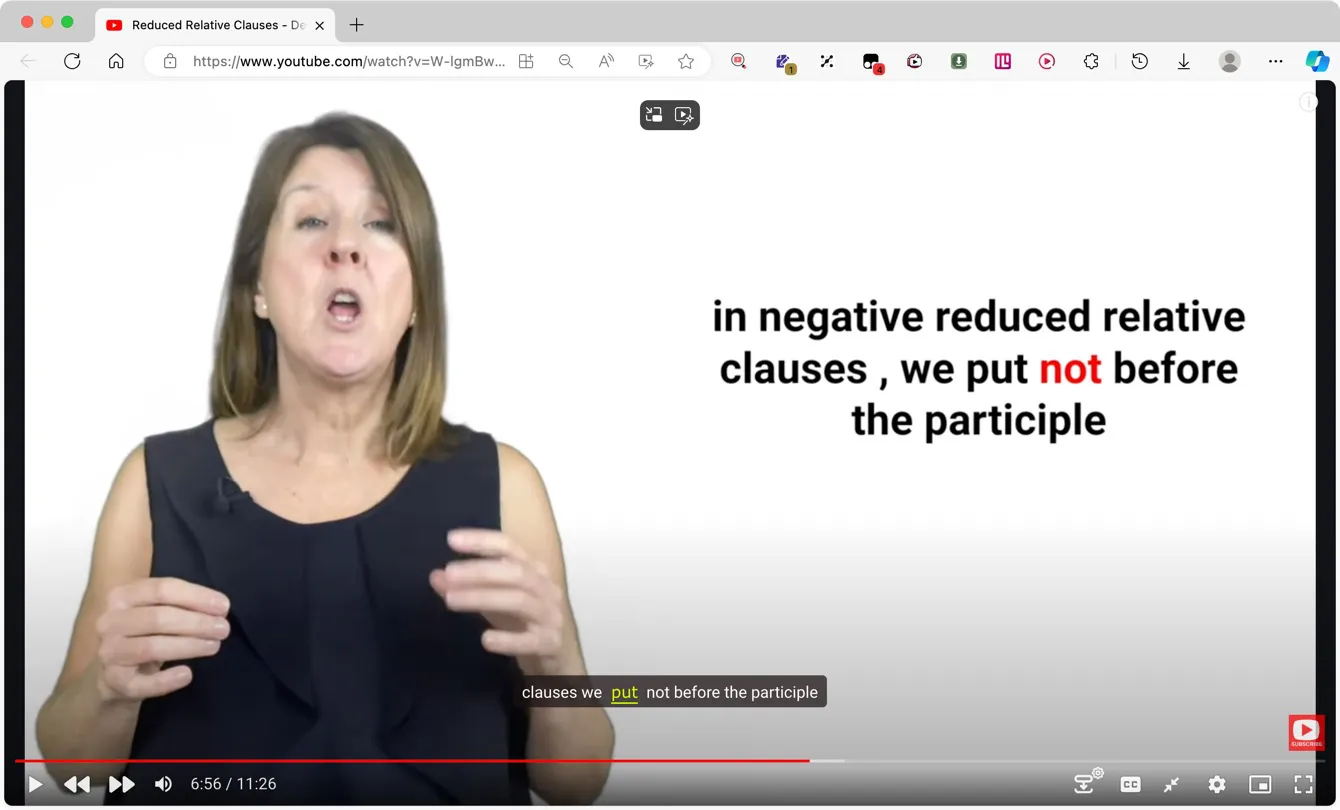 Reduced Relative Clauses - De
https://www.youtube.com/watch?v=W-IgmBw...
1
4
in negative reduced relative
clauses , we put not before
the participle
clauses we put not before the participle
SUBSCRIBE
6:56 / 11:26
CC